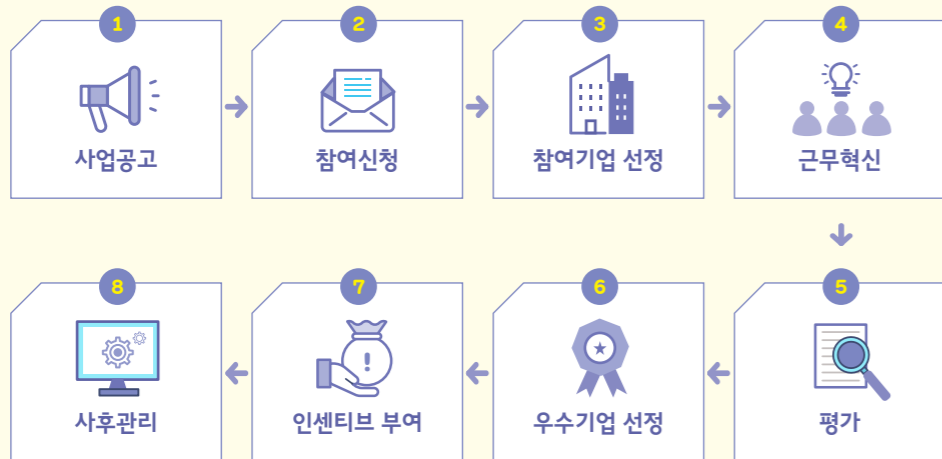 1
사업공고
2
참여신청
3
참여기업 선정
4
근무혁신
5
평가
6
우수기업 선정
7
인센티브 부여
8
사후관리